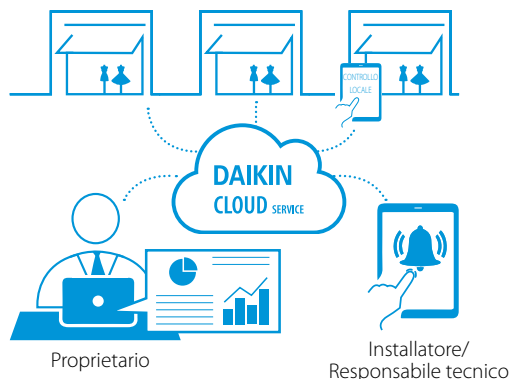 CONTROLLO
LOCALE
DAIKIN
CLOUD SERVICE
Proprietario
Installatore/
Responsabile tecnico